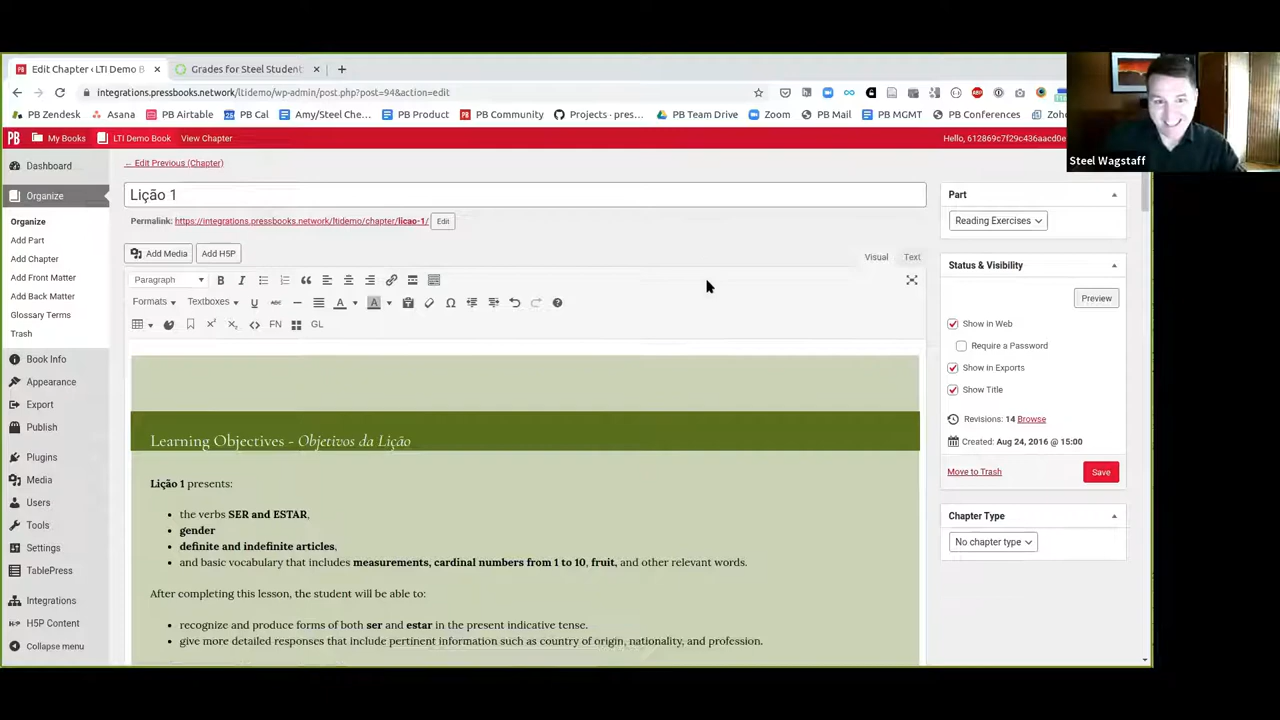 Edit Chapter ‹ LTI Demo B
Grades for Steel Student
integrations.pressbooks.network/ltidemo/wp-admin/post.php?post=94&action=edit
PB Zendesk Asana PB Airtable PB Cal Amy/Steel Che... PB Product PB Community Projects · pres... PB Team Drive Zoom PB MGMT PB Conferences
My Books LTI Demo Book View Chapter Hello, 612869c7f29c436aacd0e
Steel Wagstaff
Dashboard
Organize
Organize
Add Part
Add Chapter
Add Front Matter
Add Back Matter
Glossary Terms
Trash
Book Info
Appearance
Export
Publish
Plugins
Media
Users
Tools
Settings
TablePress
Integrations
H5P Content
Collapse menu
← Edit Previous (Chapter)
Lição 1
Permalink: https://integrations.pressbooks.network/ltidemo/chapter/licao-1/ Edit
Add Media Add H5P
Visual Text
Paragraph
Formats Textboxes
FN GL
Learning Objectives - Objetivos da Lição
Lição 1 presents:
the verbs SER and ESTAR,
gender
definite and indefinite articles,
and basic vocabulary that includes measurements, cardinal numbers from 1 to 10, fruit, and other relevant words.
After completing this lesson, the student will be able to:
recognize and produce forms of both ser and estar in the present indicative tense.
give more detailed responses that include pertinent information such as country of origin, nationality, and profession.
Part
Reading Exercises
Status & Visibility
Preview
Show in Web
Require a Password
Show in Exports
Show Title
Revisions: 14 Browse
Created: Aug 24, 2016 @ 15:00
Move to Trash Save
Chapter Type
No chapter type